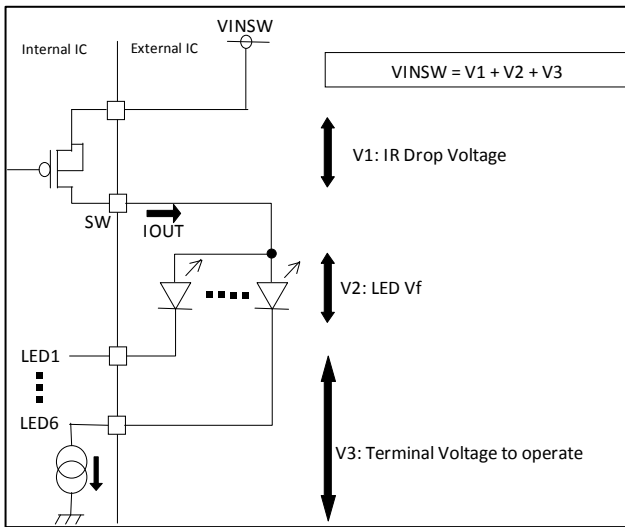 VINSW
Internal IC
External IC
VINSW = V1 + V2 + V3
V1: IR Drop Voltage
SW
IOUT
V2: LED Vf
LED1
LED6
V3: Terminal Voltage to operate